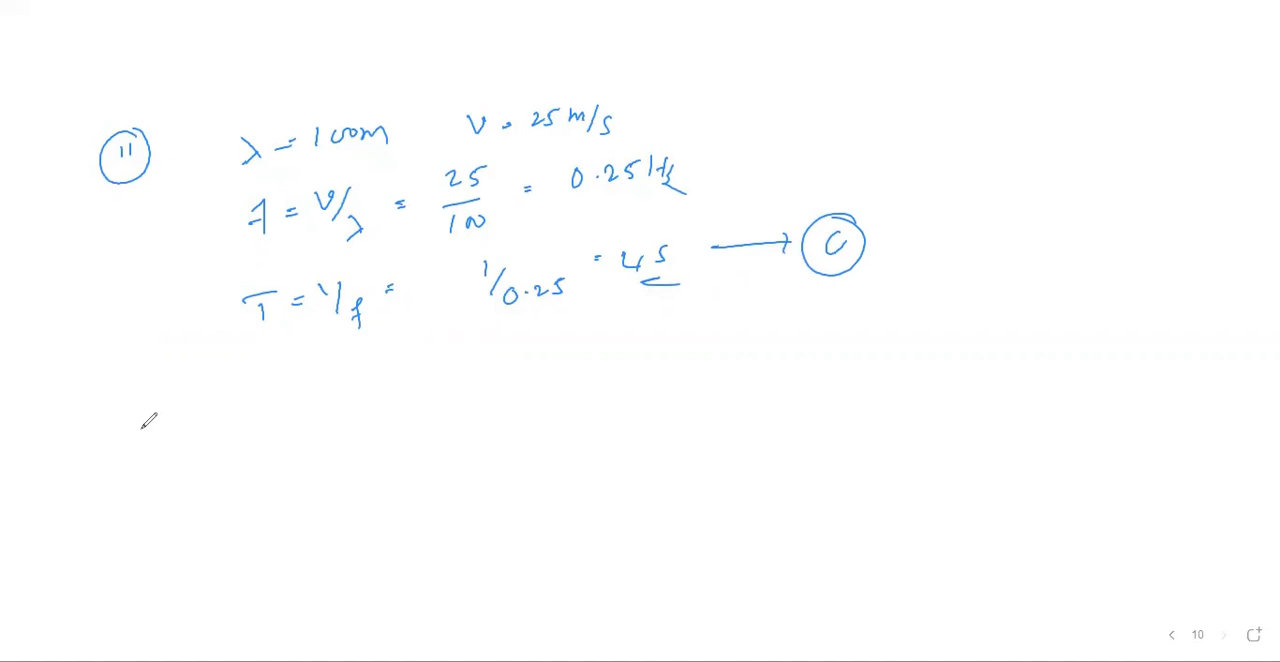 11
λ = 100m V = 25 m/s
f = V/λ = 25/100 = 0.25 Hz
T = 1/f = 1/0.25 = 4 s → C
10